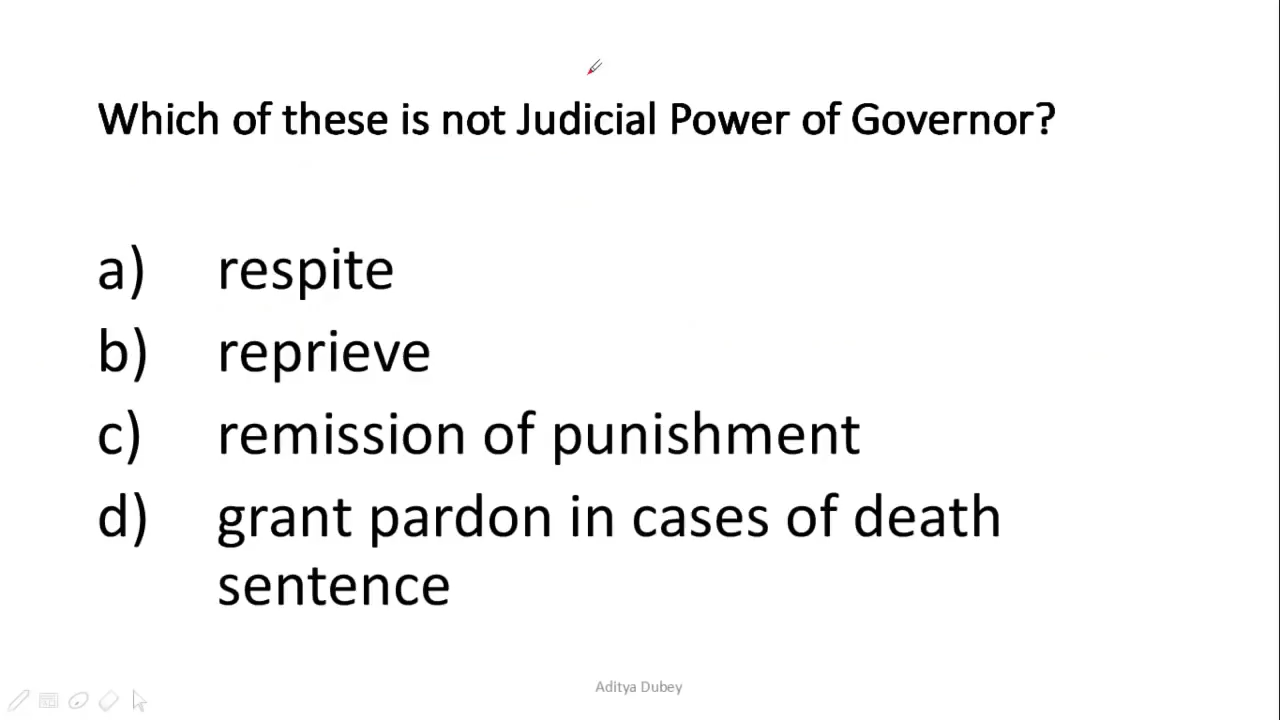 Which of these is not Judicial Power of Governor?
a) respite
b) reprieve
c) remission of punishment
d) grant pardon in cases of death
sentence
Aditya Dubey